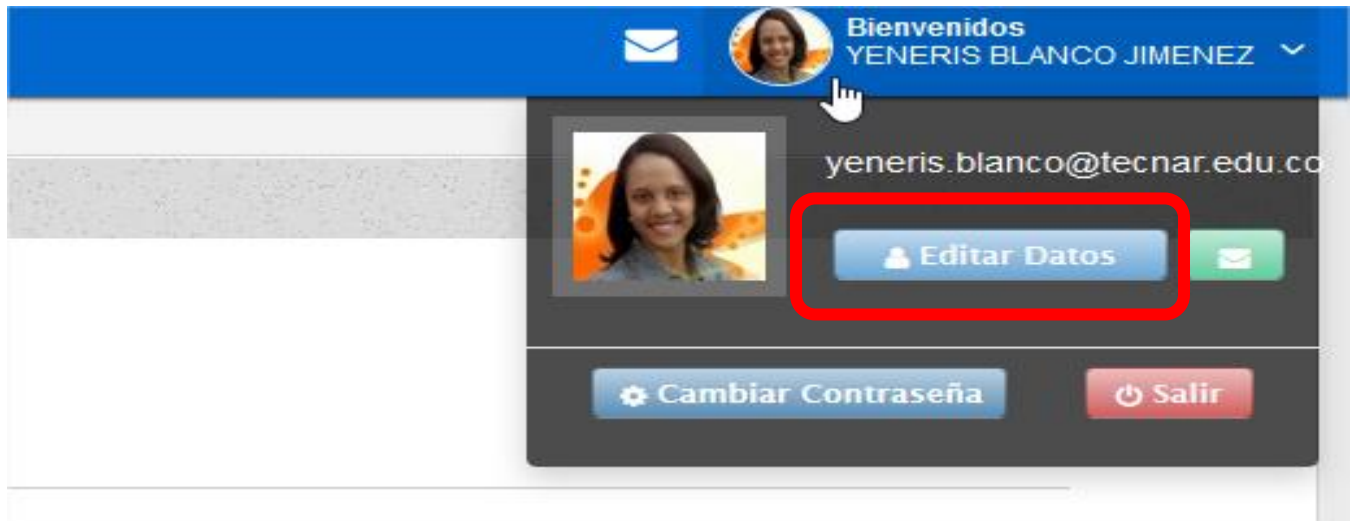 Bienvenidos
YENERIS BLANCO JIMENEZ
yeneris.blanco@tecnar.edu.co
Editar Datos
Cambiar Contraseña
Salir